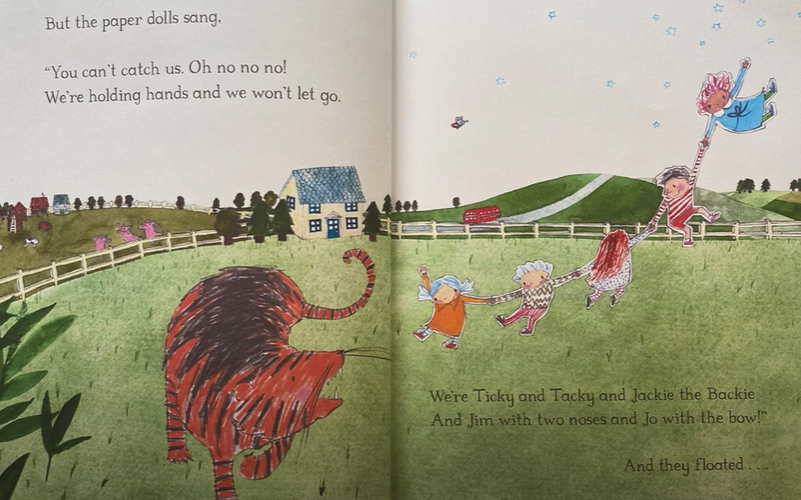 But the paper dolls sang,
“You can't catch us. Oh no no no!
We're holding hands and we won't let go.
We're Ticky and Tacky and Jackie the Backie
And Jim with two noses and Jo with the bow!”
And they floated . . .